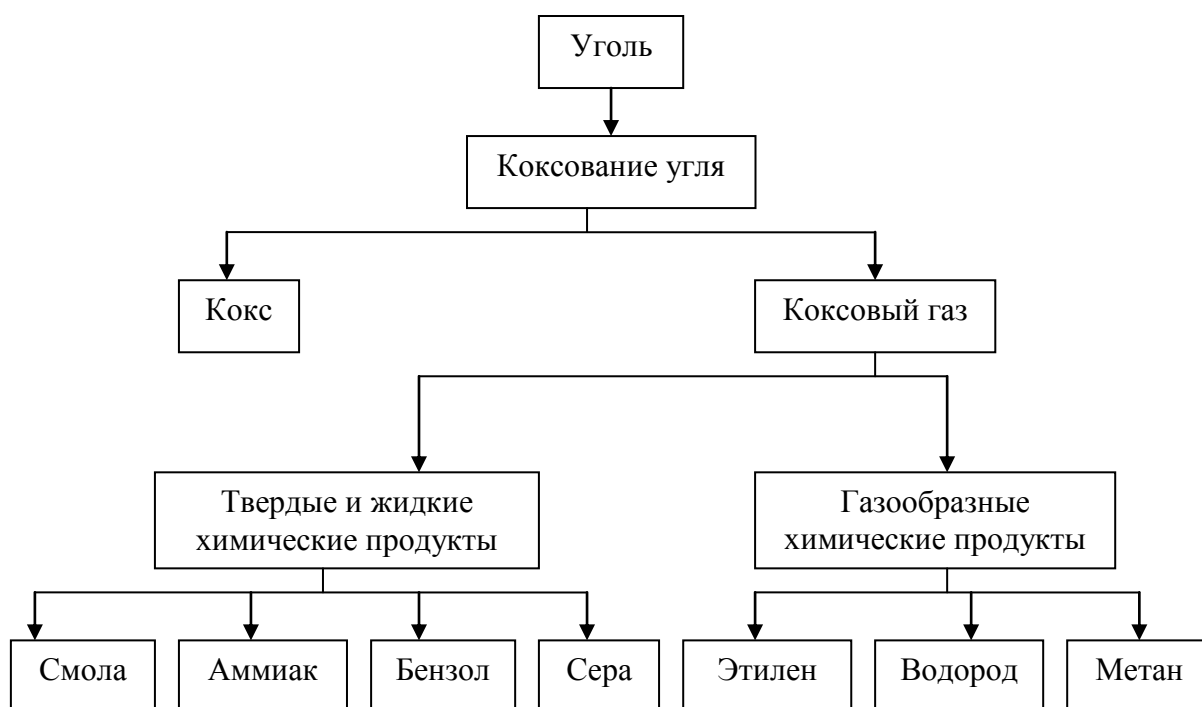 Уголь
Коксование угля
Кокс
Коксовый газ
Твердые и жидкие
химические продукты
Газообразные
химические продукты
Смола
Аммиак
Бензол
Сера
Этилен
Водород
Метан